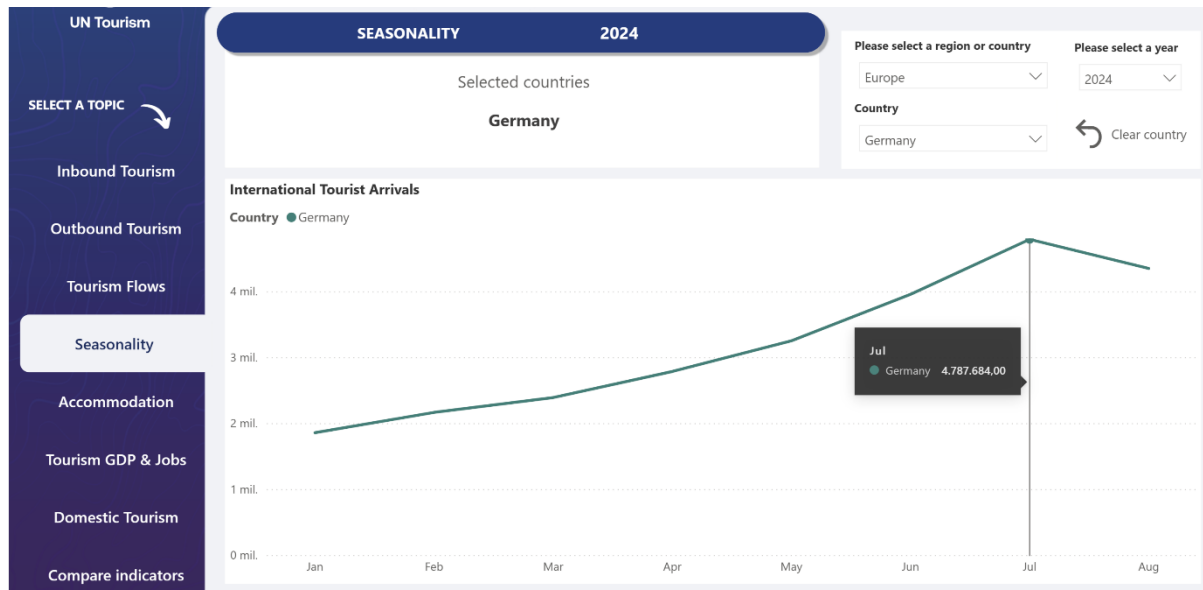 UN Tourism
SELECT A TOPIC
Inbound Tourism
Outbound Tourism
Tourism Flows
Seasonality
Accommodation
Tourism GDP & Jobs
Domestic Tourism
Compare indicators
SEASONALITY 2024
Selected countries
Germany
Please select a region or country
Europe
Please select a year
2024
Country
Germany
Clear country
International Tourist Arrivals
Country Germany
4 mil.
3 mil.
2 mil.
1 mil.
0 mil.
Jul
Germany 4.787.684,00
Jan Feb Mar Apr May Jun Jul Aug